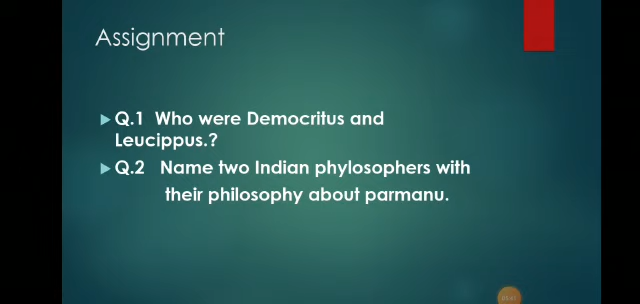 Assignment
Q.1 Who were Democritus and
Leucippus.?
Q.2 Name two Indian phylosophers with
their philosophy about parmanu.